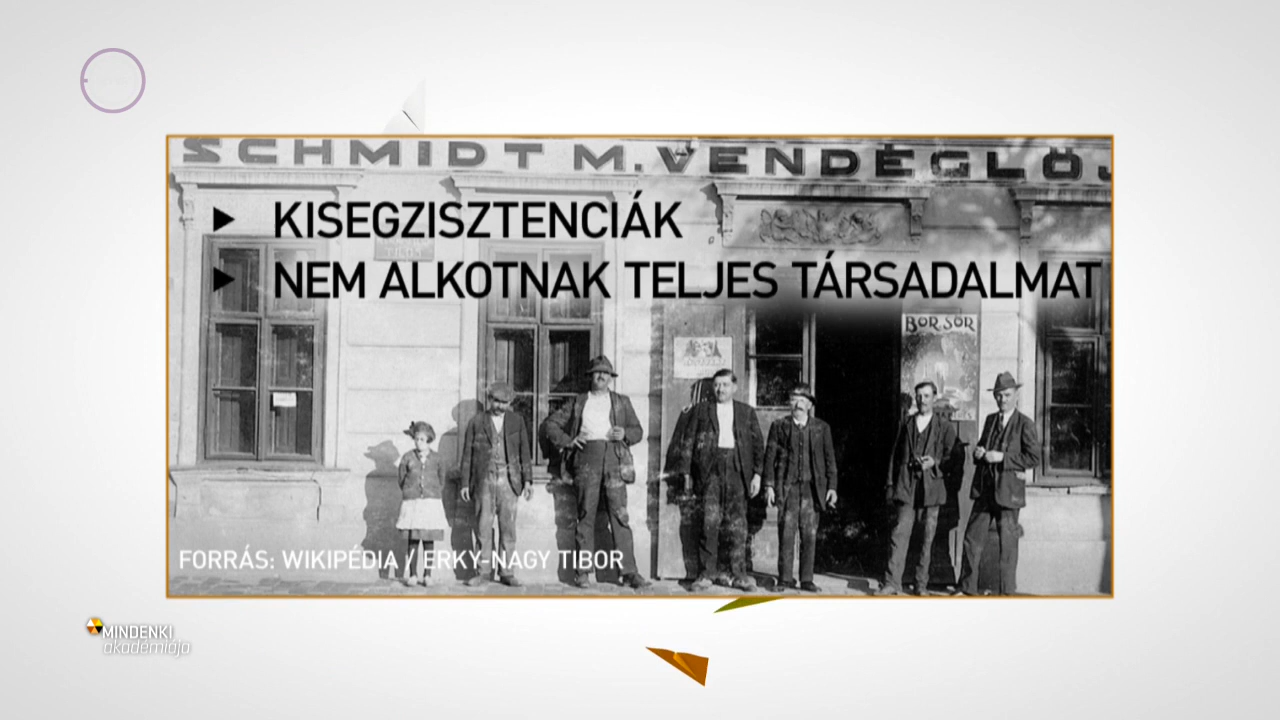 SCHMIDT M. VENDÉGLŐJ
KISEGZISZTENCIÁK
NEM ALKOTNAK TELJES TÁRSADALMAT
BOR SÖR
FORRÁS: WIKIPÉDIA / ERKY-NAGY TIBOR
MINDENKI
akadémiája